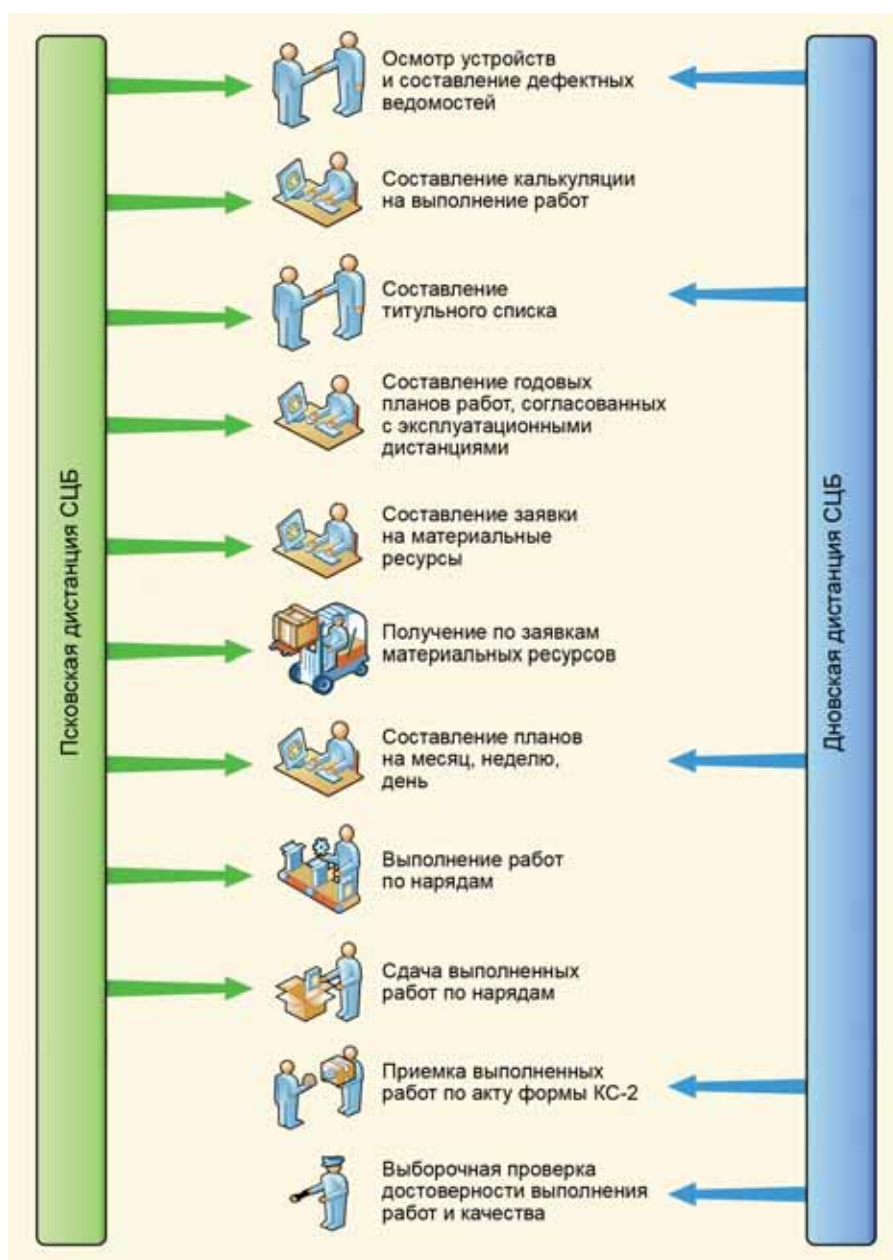 Псковская дистанция СЦБ
Осмотр устройств
и составление дефектных
ведомостей
Составление калькуляции
на выполнение работ
Составление
титульного списка
Составление годовых
планов работ, согласованных
с эксплуатационными
дистанциями
Составление заявки
на материальные
ресурсы
Получение по заявкам
материальных ресурсов
Составление планов
на месяц, неделю,
день
Выполнение работ
по нарядам
Сдача выполненных
работ по нарядам
Приемка выполненных
работ по акту формы КС-2
Выборочная проверка
достоверности выполнения
работ и качества
Дновская дистанция СЦБ